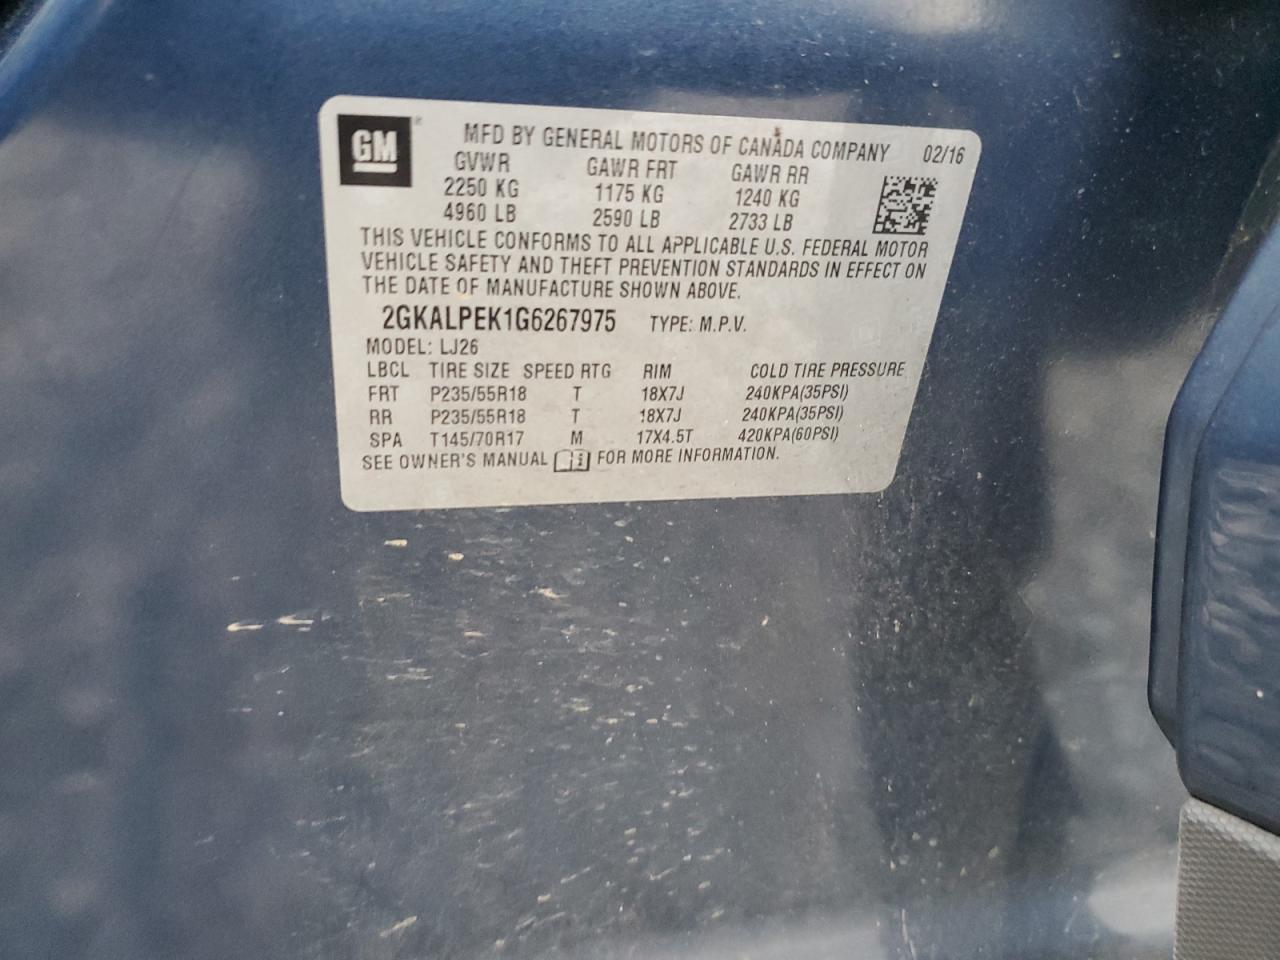 GM
MFD BY GENERAL MOTORS OF CANADA COMPANY 02/16
GVWR GAWR FRT GAWR RR
2250 KG 1175 KG 1240 KG
4960 LB 2590 LB 2733 LB
THIS VEHICLE CONFORMS TO ALL APPLICABLE U.S. FEDERAL MOTOR
VEHICLE SAFETY AND THEFT PREVENTION STANDARDS IN EFFECT ON
THE DATE OF MANUFACTURE SHOWN ABOVE.
2GKALPEK1G6267975 TYPE: M.P.V.
MODEL: LJ26
LBCL TIRE SIZE SPEED RTG RIM COLD TIRE PRESSURE
FRT P235/55R18 T 18X7J 240KPA(35PSI)
RR P235/55R18 T 18X7J 240KPA(35PSI)
SPA T145/70R17 M 17X4.5T 420KPA(60PSI)
SEE OWNER'S MANUAL FOR MORE INFORMATION.